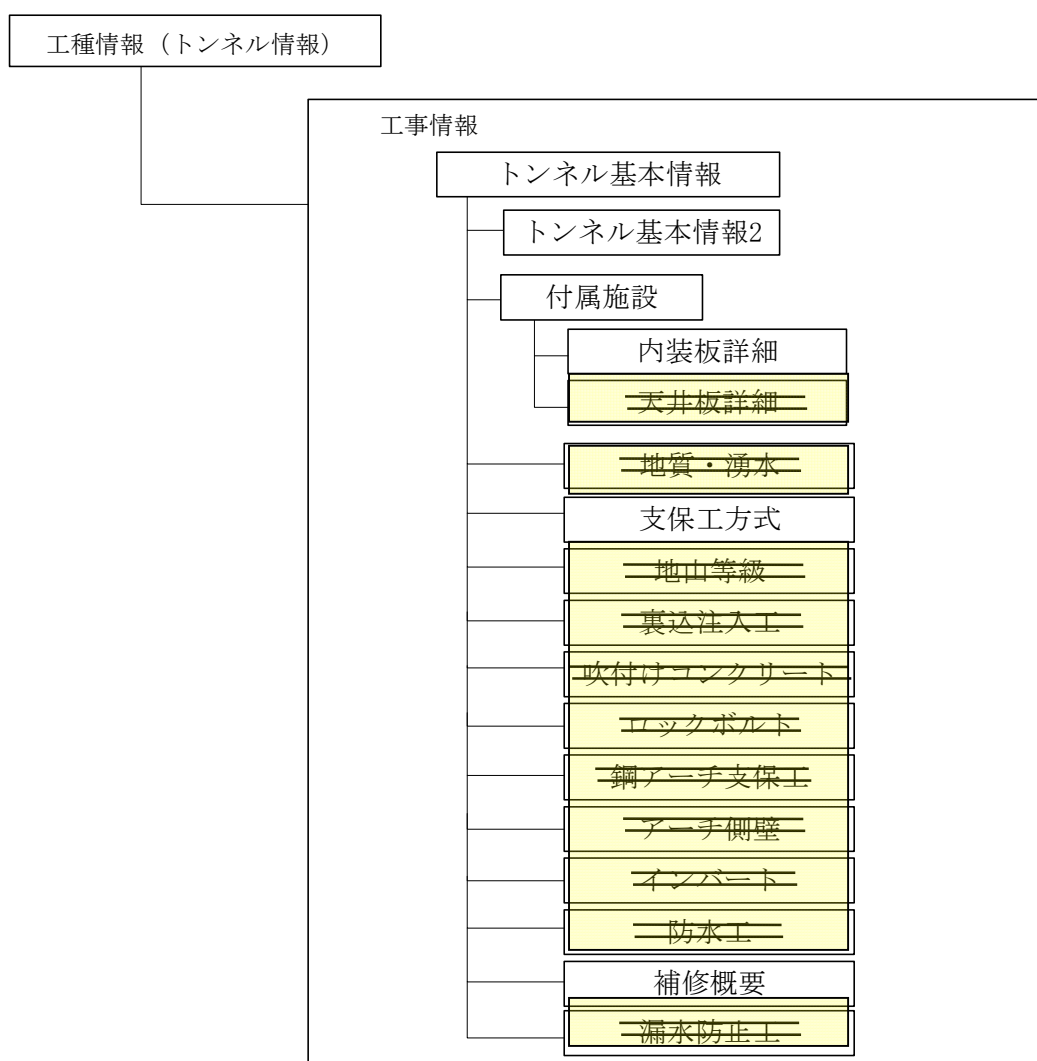 工種情報（トンネル情報）
工事情報
トンネル基本情報
トンネル基本情報2
付属施設
内装板詳細
天井板詳細
地質・湧水
支保工方式
地山等級
裏込注入工
吹付けコンクリート
ロックボルト
鋼アーチ支保工
アーチ側壁
インバート
防水工
補修概要
漏水防止工